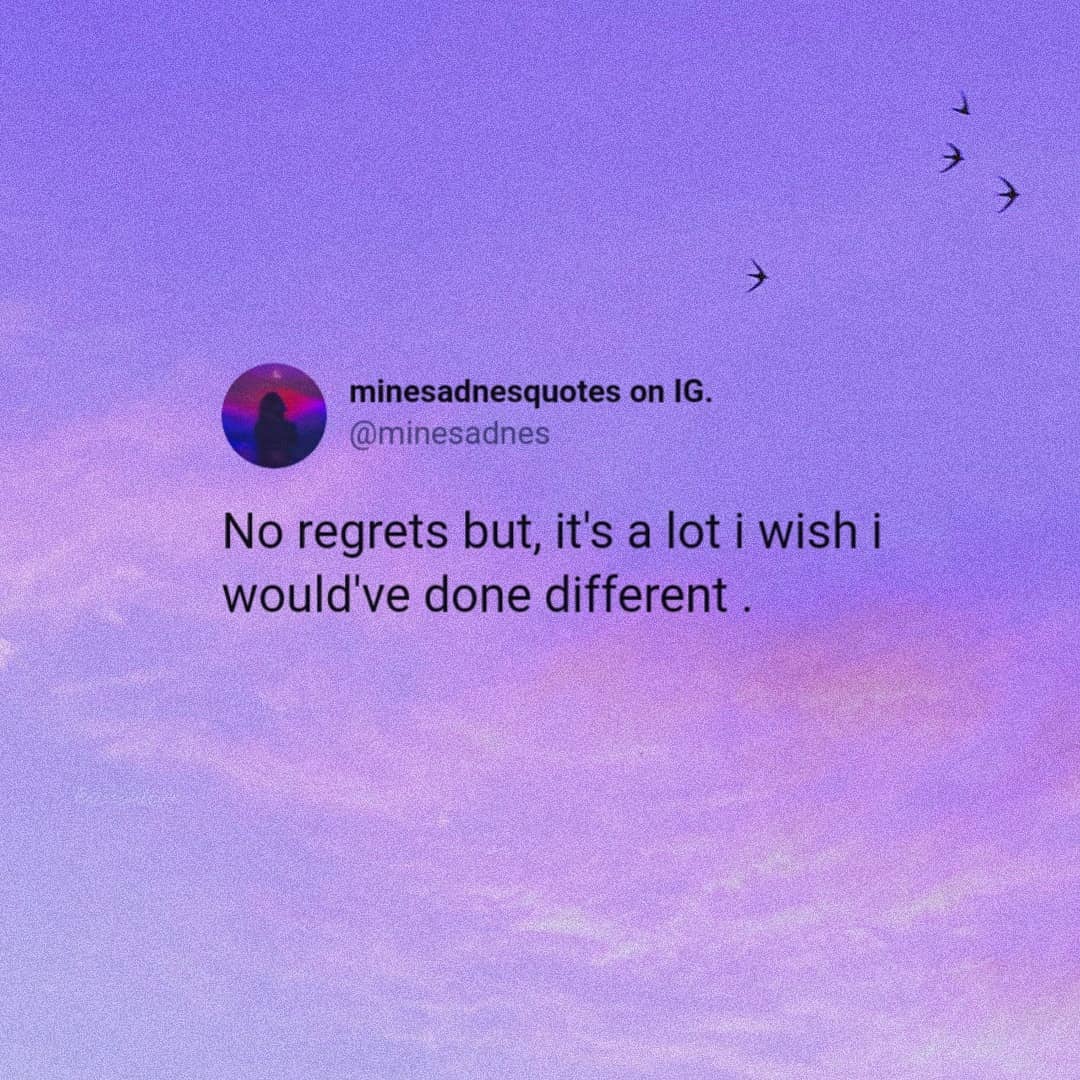 minesadnesquotes on IG.
@minesadnes
No regrets but, it's a lot i wish i
would've done different .